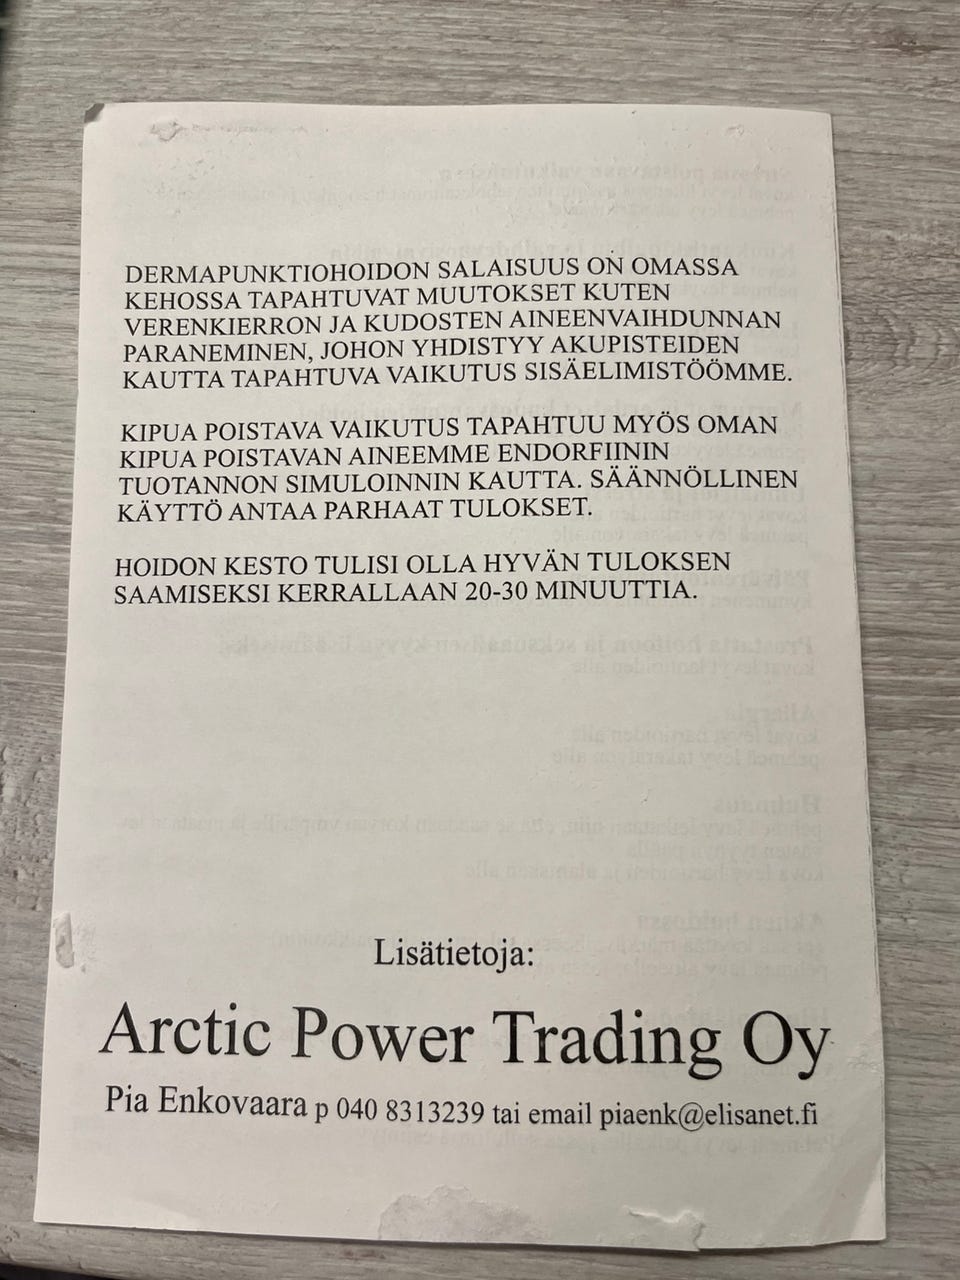 DERMAPUNKTIOHOIDON SALAISUUS ON OMASSA
KEHOSSA TAPAHTUVAT MUUTOKSET KUTEN
VERENKIERRON JA KUDOSTEN AINEENVAIHDUNNAN
PARANEMINEN, JOHON YHDISTYY AKUPISTEIDEN
KAUTTA TAPAHTUVA VAIKUTUS SISÄELIMISTÖÖMME.
KIPUA POISTAVA VAIKUTUS TAPAHTUU MYÖS OMAN
KIPUA POISTAVAN AINEEMME ENDORFIININ
TUOTANNON SIMULOINNIN KAUTTA. SÄÄNNÖLLINEN
KÄYTTÖ ANTAA PARHAAT TULOKSET.
HOIDON KESTO TULISI OLLA HYVÄN TULOKSEN
SAAMISEKSI KERRALLAAN 20-30 MINUUTTIA.
Lisätietoja:
Arctic Power Trading Oy
Pia Enkovaara p 040 8313239 tai email piaenk@elisanet.fi